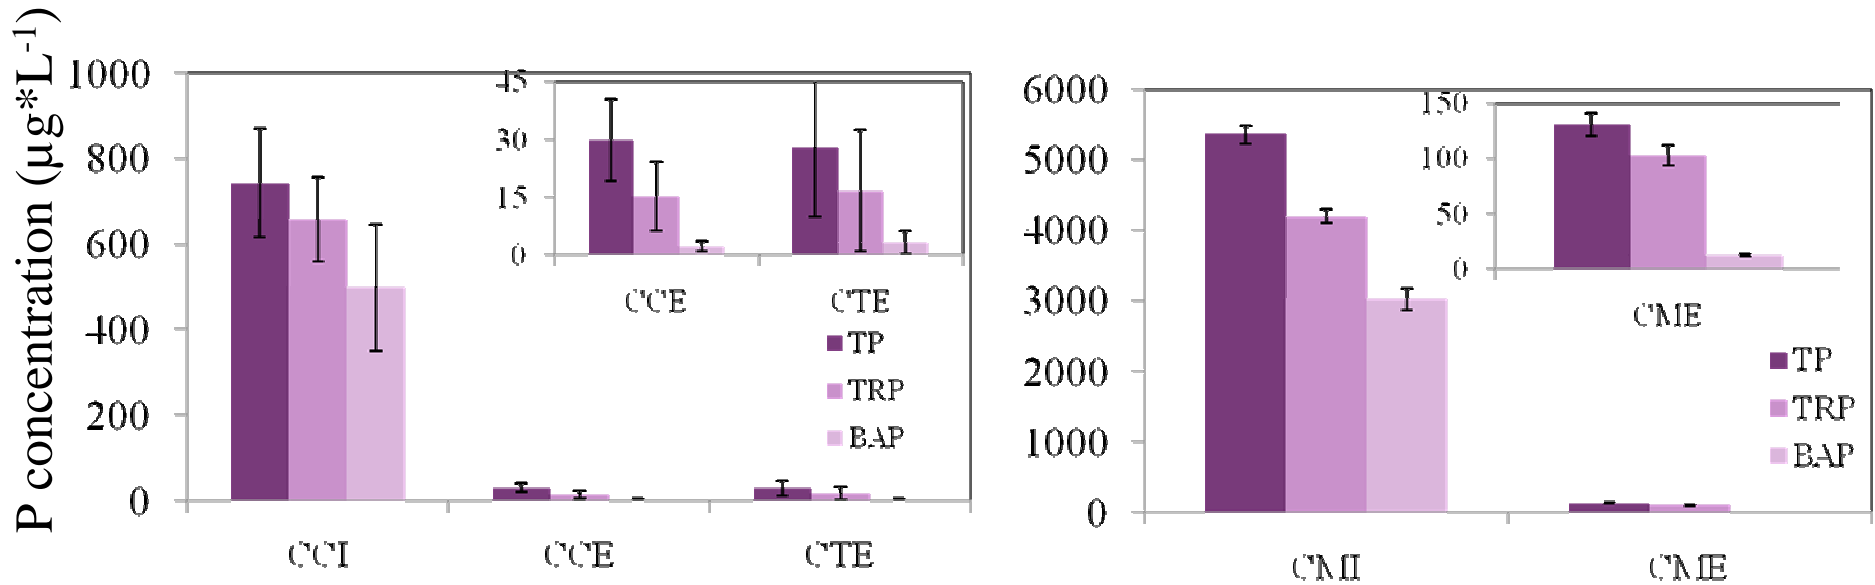 P concentration (µg*L-1)
1000
800
600
400
200
0
45
30
15
0
CCE CTE
TP
TRP
BAP
CCI CCE CTE
6000
5000
4000
3000
2000
1000
0
150
100
50
0
CME
TP
TRP
BAP
CMI CME